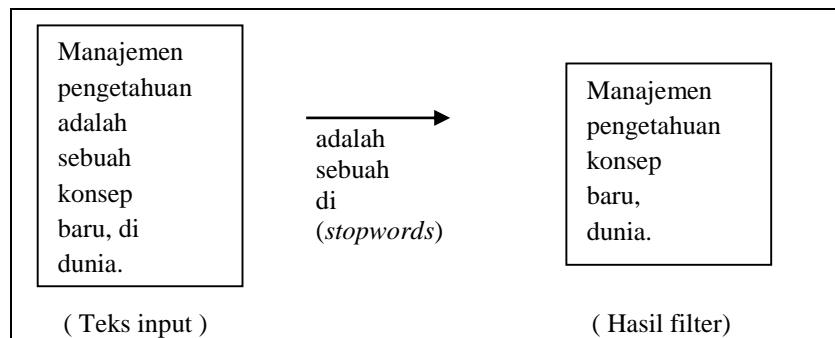 Manajemen
pengetahuan
adalah
sebuah
konsep
baru, di
dunia.
( Teks input )
adalah
sebuah
di
(stopwords)
Manajemen
pengetahuan
konsep
baru,
dunia.
( Hasil filter)